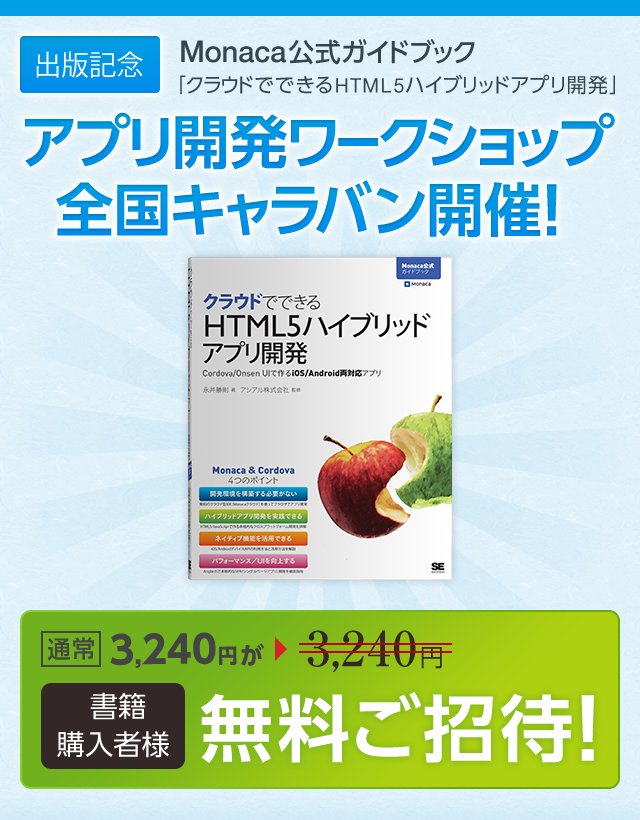 出版記念
Monaca公式ガイドブック
「クラウドでできるHTML5ハイブリッドアプリ開発」
アプリ開発ワークショップ
全国キャラバン開催!
Monaca公式
ガイドブック
Monaca
クラウドでできる
HTML5ハイブリッド
アプリ開発
Cordova/Onsen UIで作るiOS/Android両対応アプリ
永井勝則 著 アシアル株式会社 監修
Monaca & Cordova
4つのポイント
開発環境を構築する必要がない
ハイブリッドアプリ開発を実践できる
ネイティブ機能を活用できる
パフォーマンス/UIを向上する
SE
通常 3,240円が 3,240円
書籍
購入者様
無料ご招待!